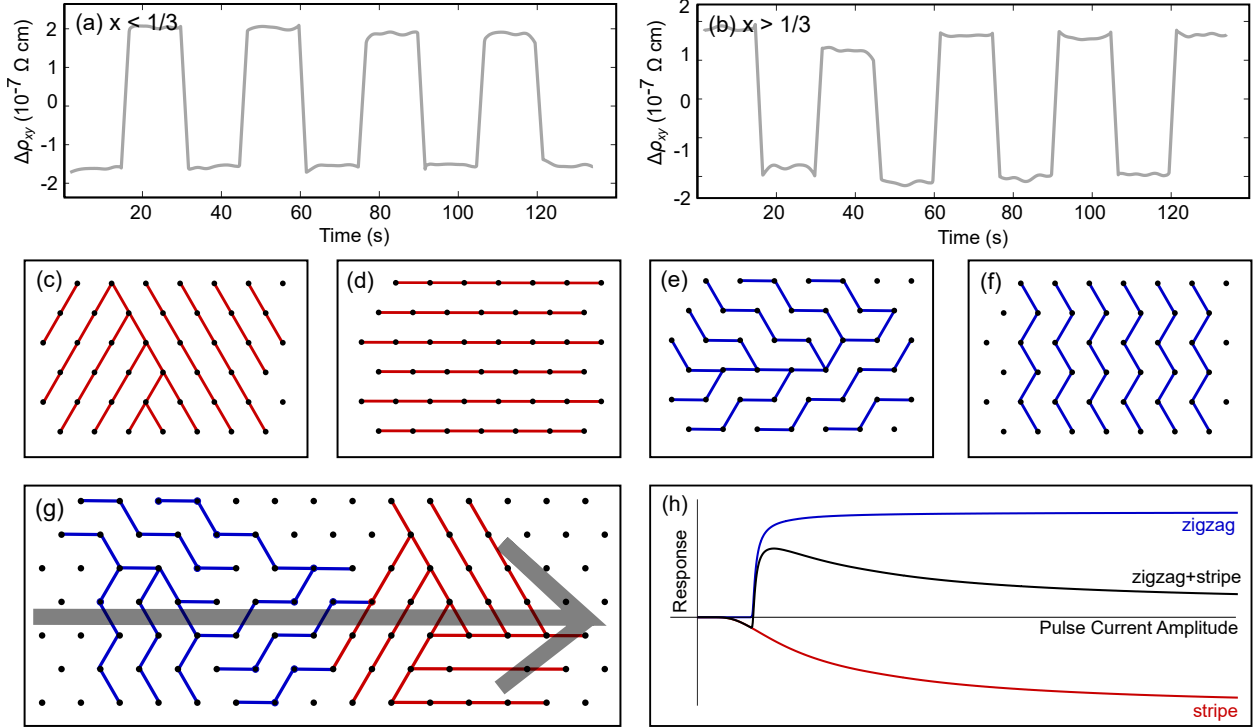 (a) x < 1/3
Δρxy (10-7 Ω cm)
2
1
0
-1
-2
20
40
60
80
100
120
Time (s)
(b) x > 1/3
Δρxy (10-7 Ω cm)
2
1
0
-1
-2
20
40
60
80
100
120
Time (s)
(c)
(d)
(e)
(f)
(g)
(h)
Response
zigzag
zigzag+stripe
Pulse Current Amplitude
stripe